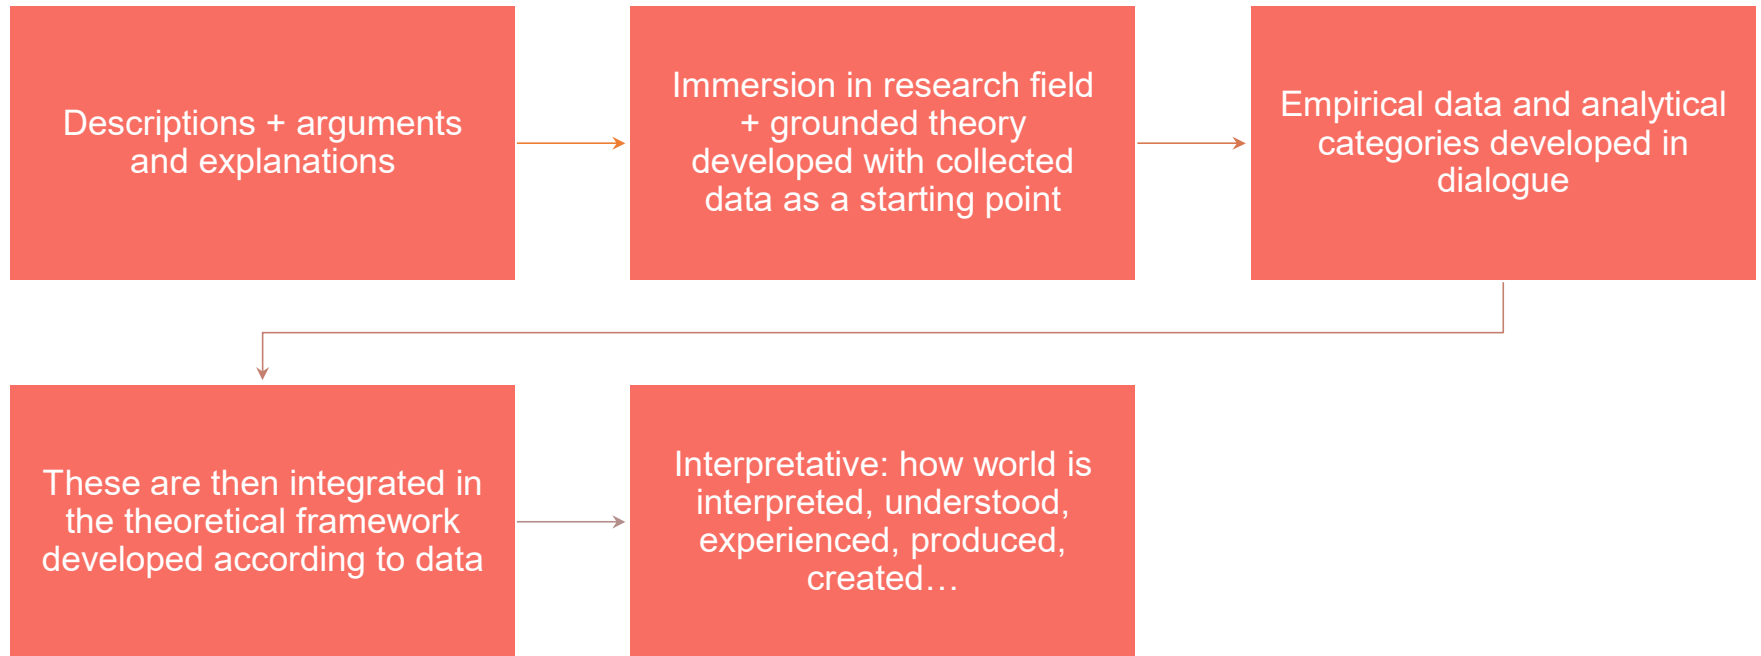 Descriptions + arguments
and explanations
Immersion in research field
+ grounded theory
developed with collected
data as a starting point
Empirical data and analytical
categories developed in
dialogue
These are then integrated in
the theoretical framework
developed according to data
Interpretative: how world is
interpreted, understood,
experienced, produced,
created…